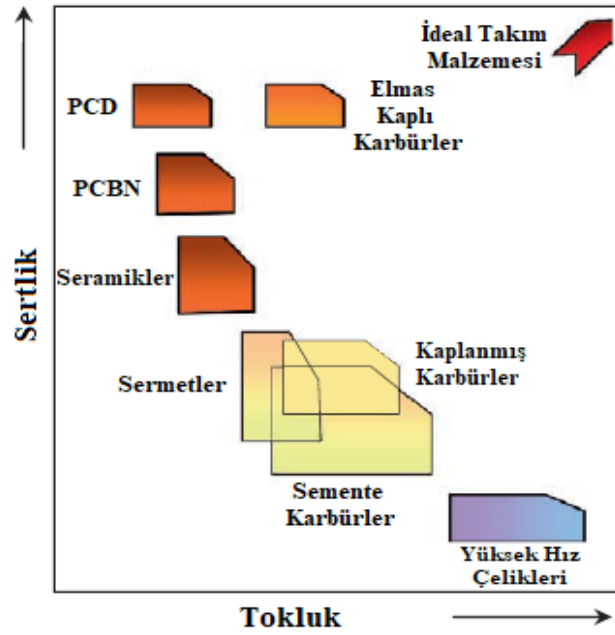 İdeal Takım
Malzemesi
PCD
Elmas
Kaplı
Karbürler
PCBN
Seramikler
Sertlik
Sermetler
Kaplanmış
Karbürler
Semente
Karbürler
Yüksek Hız
Çelikleri
Tokluk